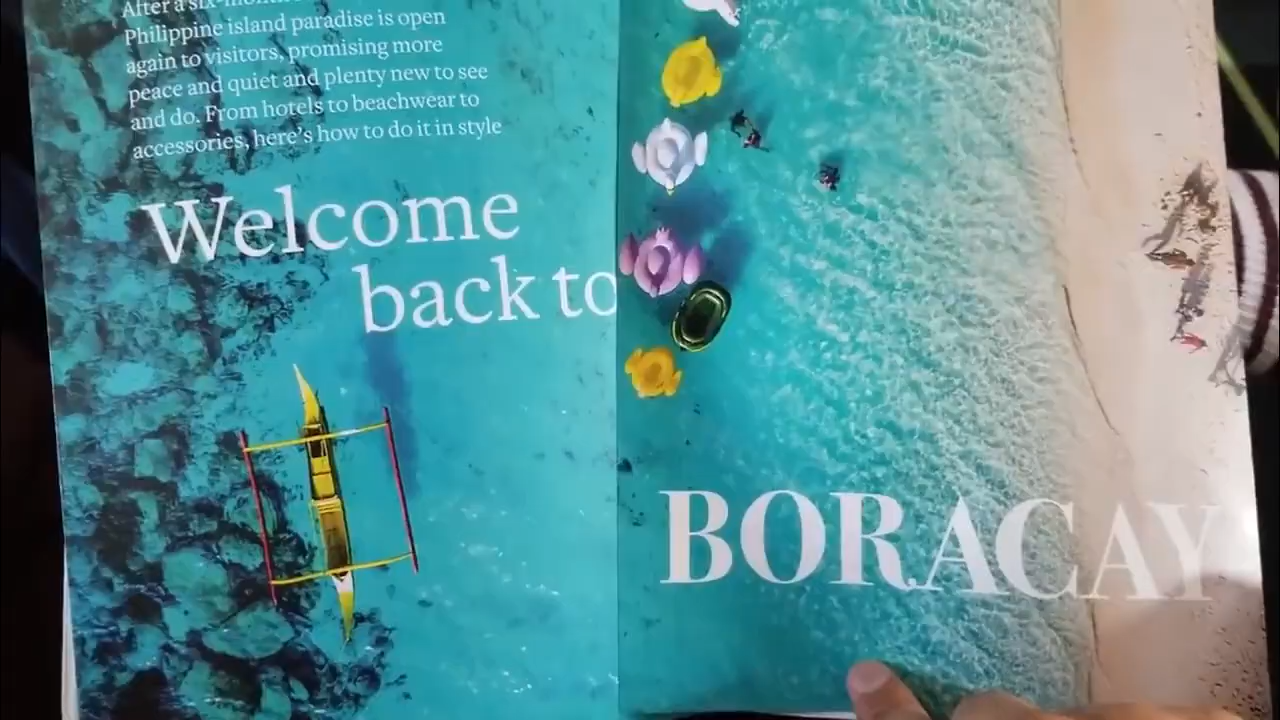 After a six-month
Philippine island paradise is open
again to visitors, promising more
peace and quiet and plenty new to see
and do. From hotels to beachwear to
accessories, here's how to do it in style
Welcome
back to
BORACAY